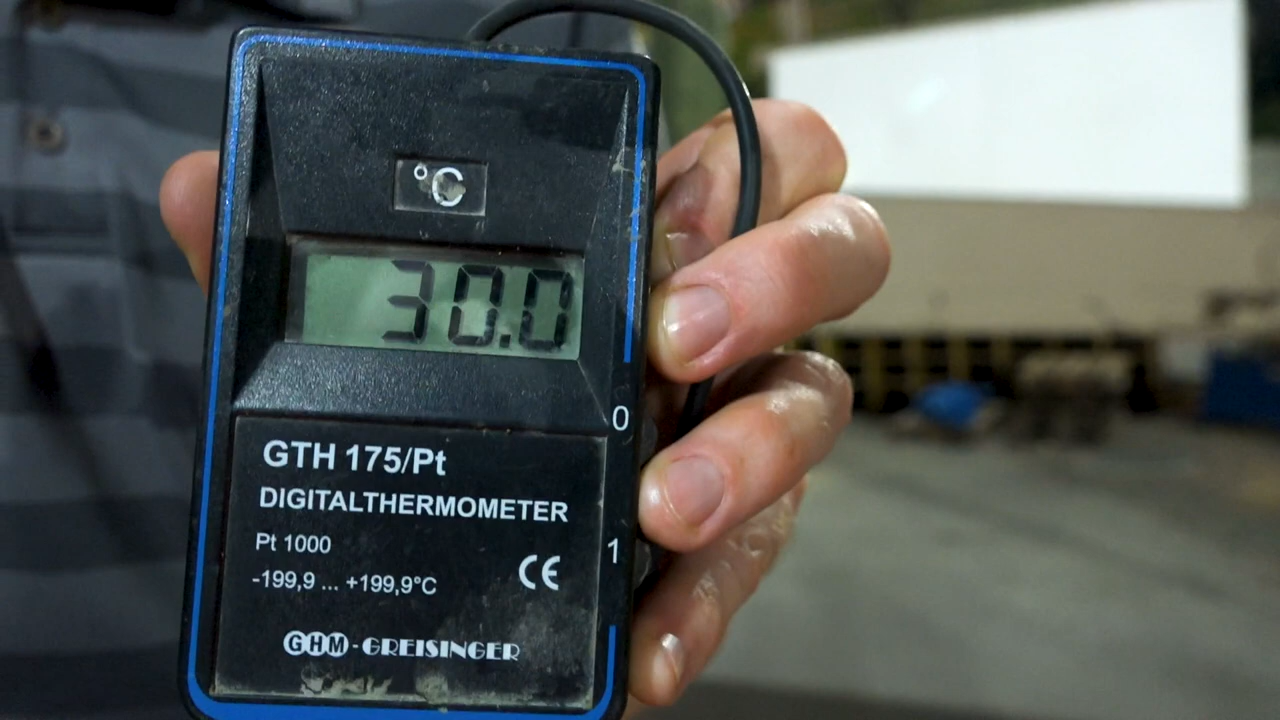 °C
30.0
0
GTH 175/Pt
DIGITALTHERMOMETER
Pt 1000
1
-199,9 ... +199,9°C
CE
GHM-GREISINGER